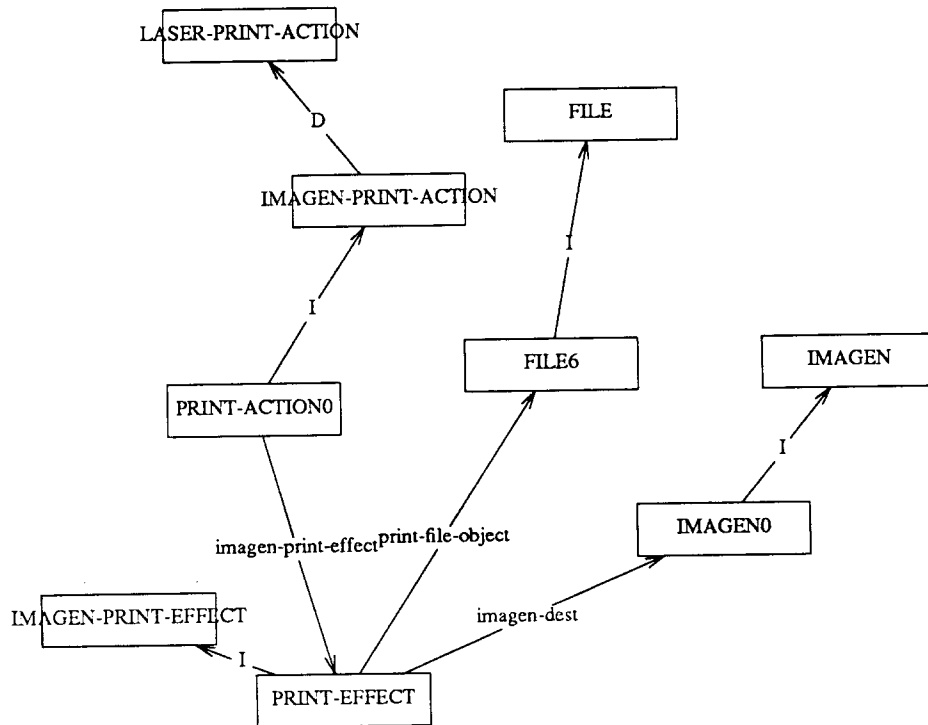 LASER-PRINT-ACTION
FILE
D
IMAGEN-PRINT-ACTION
I
I
FILE6
IMAGEN
PRINT-ACTION0
I
IMAGEN0
imagen-print-effect
print-file-object
IMAGEN-PRINT-EFFECT
imagen-dest
I
PRINT-EFFECT